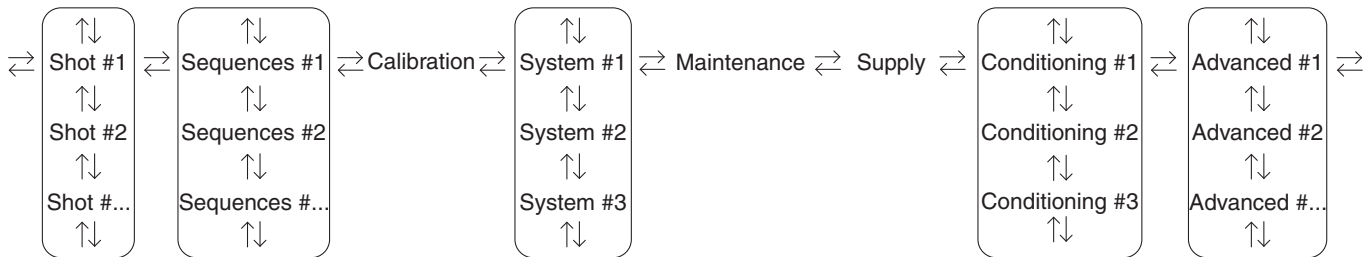 Shot #1 Sequences #1 Calibration System #1 Maintenance Supply Conditioning #1 Advanced #1
Shot #2 Sequences #2 System #2 Conditioning #2 Advanced #2
Shot #... Sequences #... System #3 Conditioning #3 Advanced #...